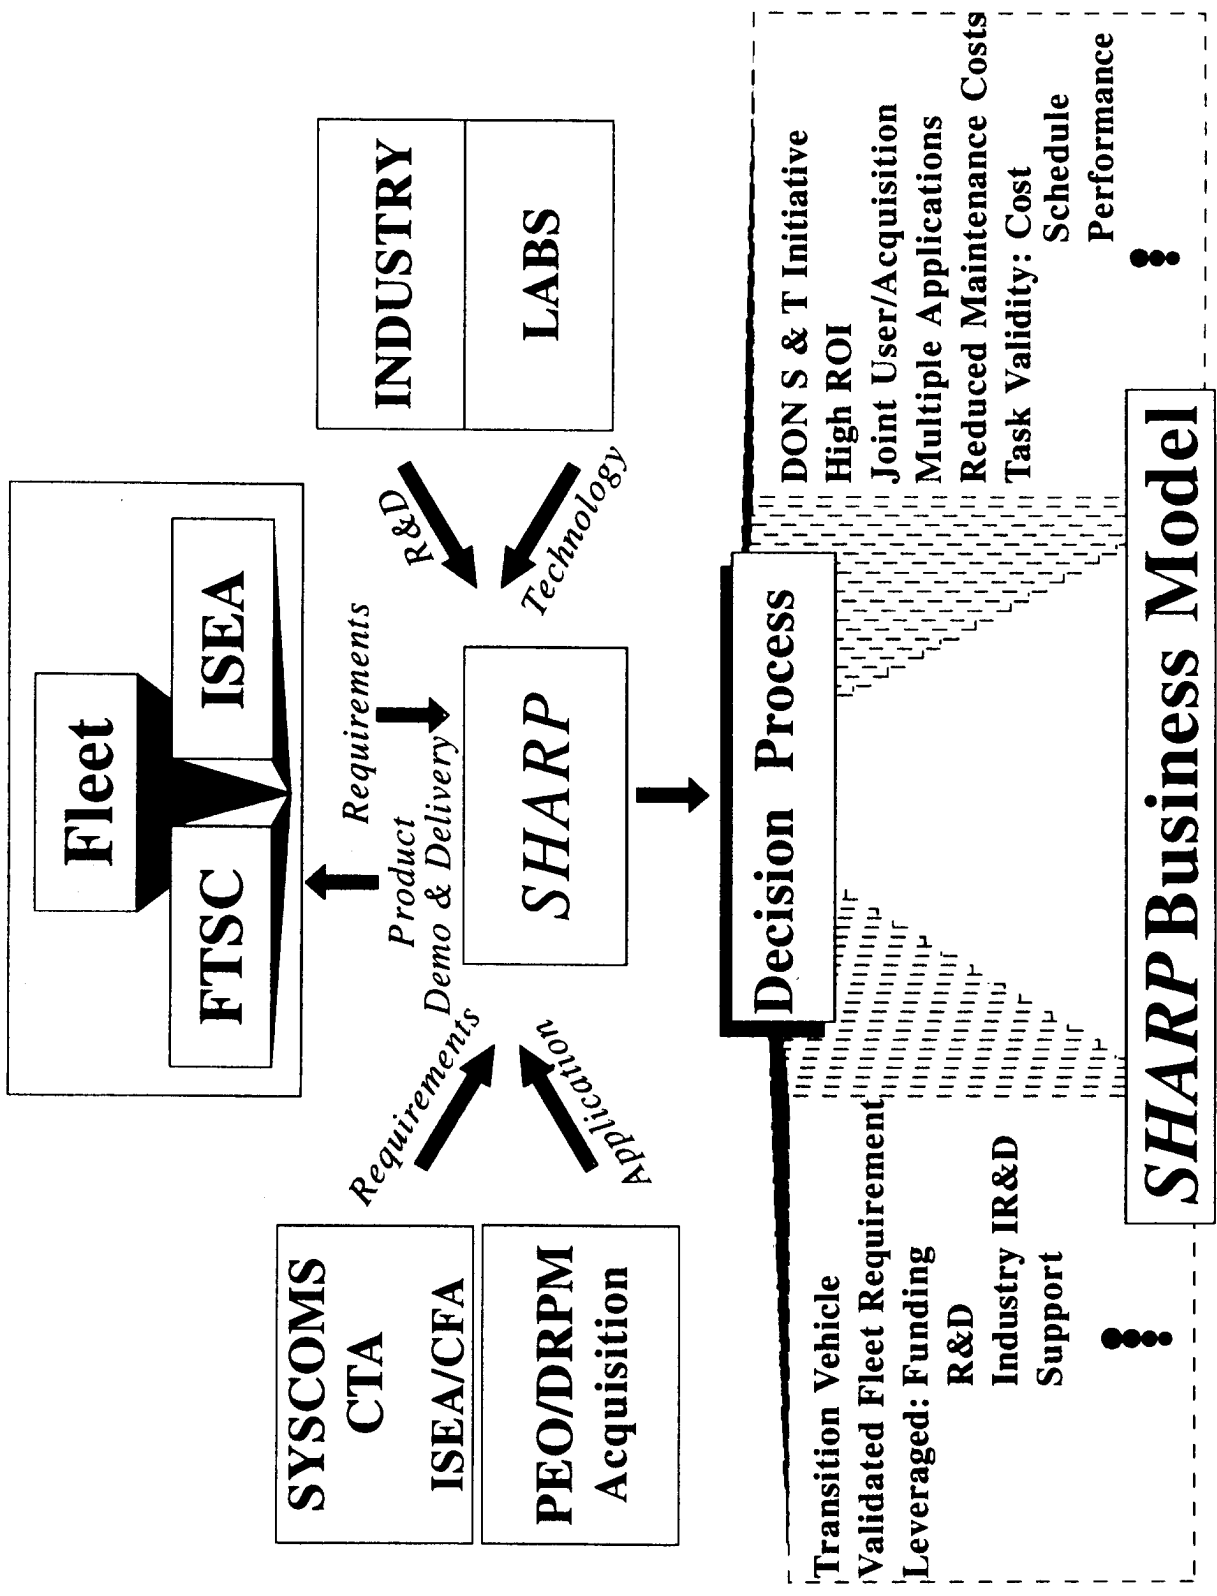 Fleet
FTSC
ISEA
SYSCOMS
CTA
ISEA/CFA
PEO/DRPM
Acquisition
Requirements
Application
Product
Demo & Delivery
Requirements
SHARP
R&D
Technology
INDUSTRY
LABS
Decision Process
Transition Vehicle
Validated Fleet Requirement
Leveraged: Funding
R&D
Industry IR&D
Support
DON S & T Initiative
High ROI
Joint User/Acquisition
Multiple Applications
Reduced Maintenance Costs
Task Validity: Cost
Schedule
Performance
SHARP Business Model